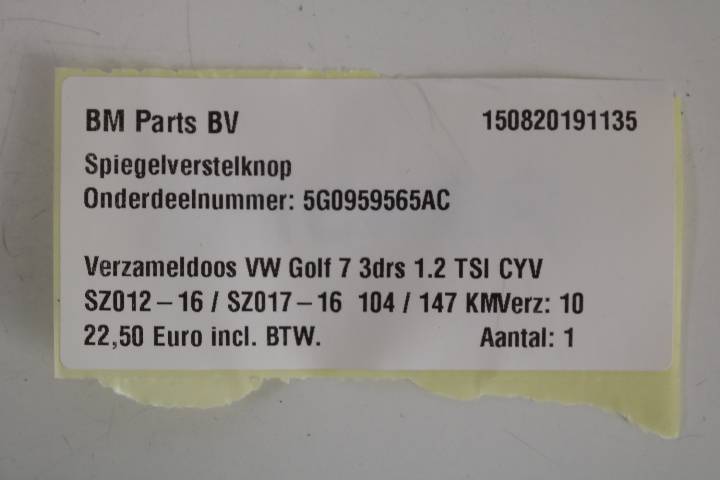 BM Parts BV 150820191135
Spiegelverstelknop
Onderdeelnummer: 5G0959565AC
Verzameldoos VW Golf 7 3drs 1.2 TSI CYV
SZ012-16 / SZ017-16 104 / 147 KMVerz: 10
22,50 Euro incl. BTW. Aantal: 1